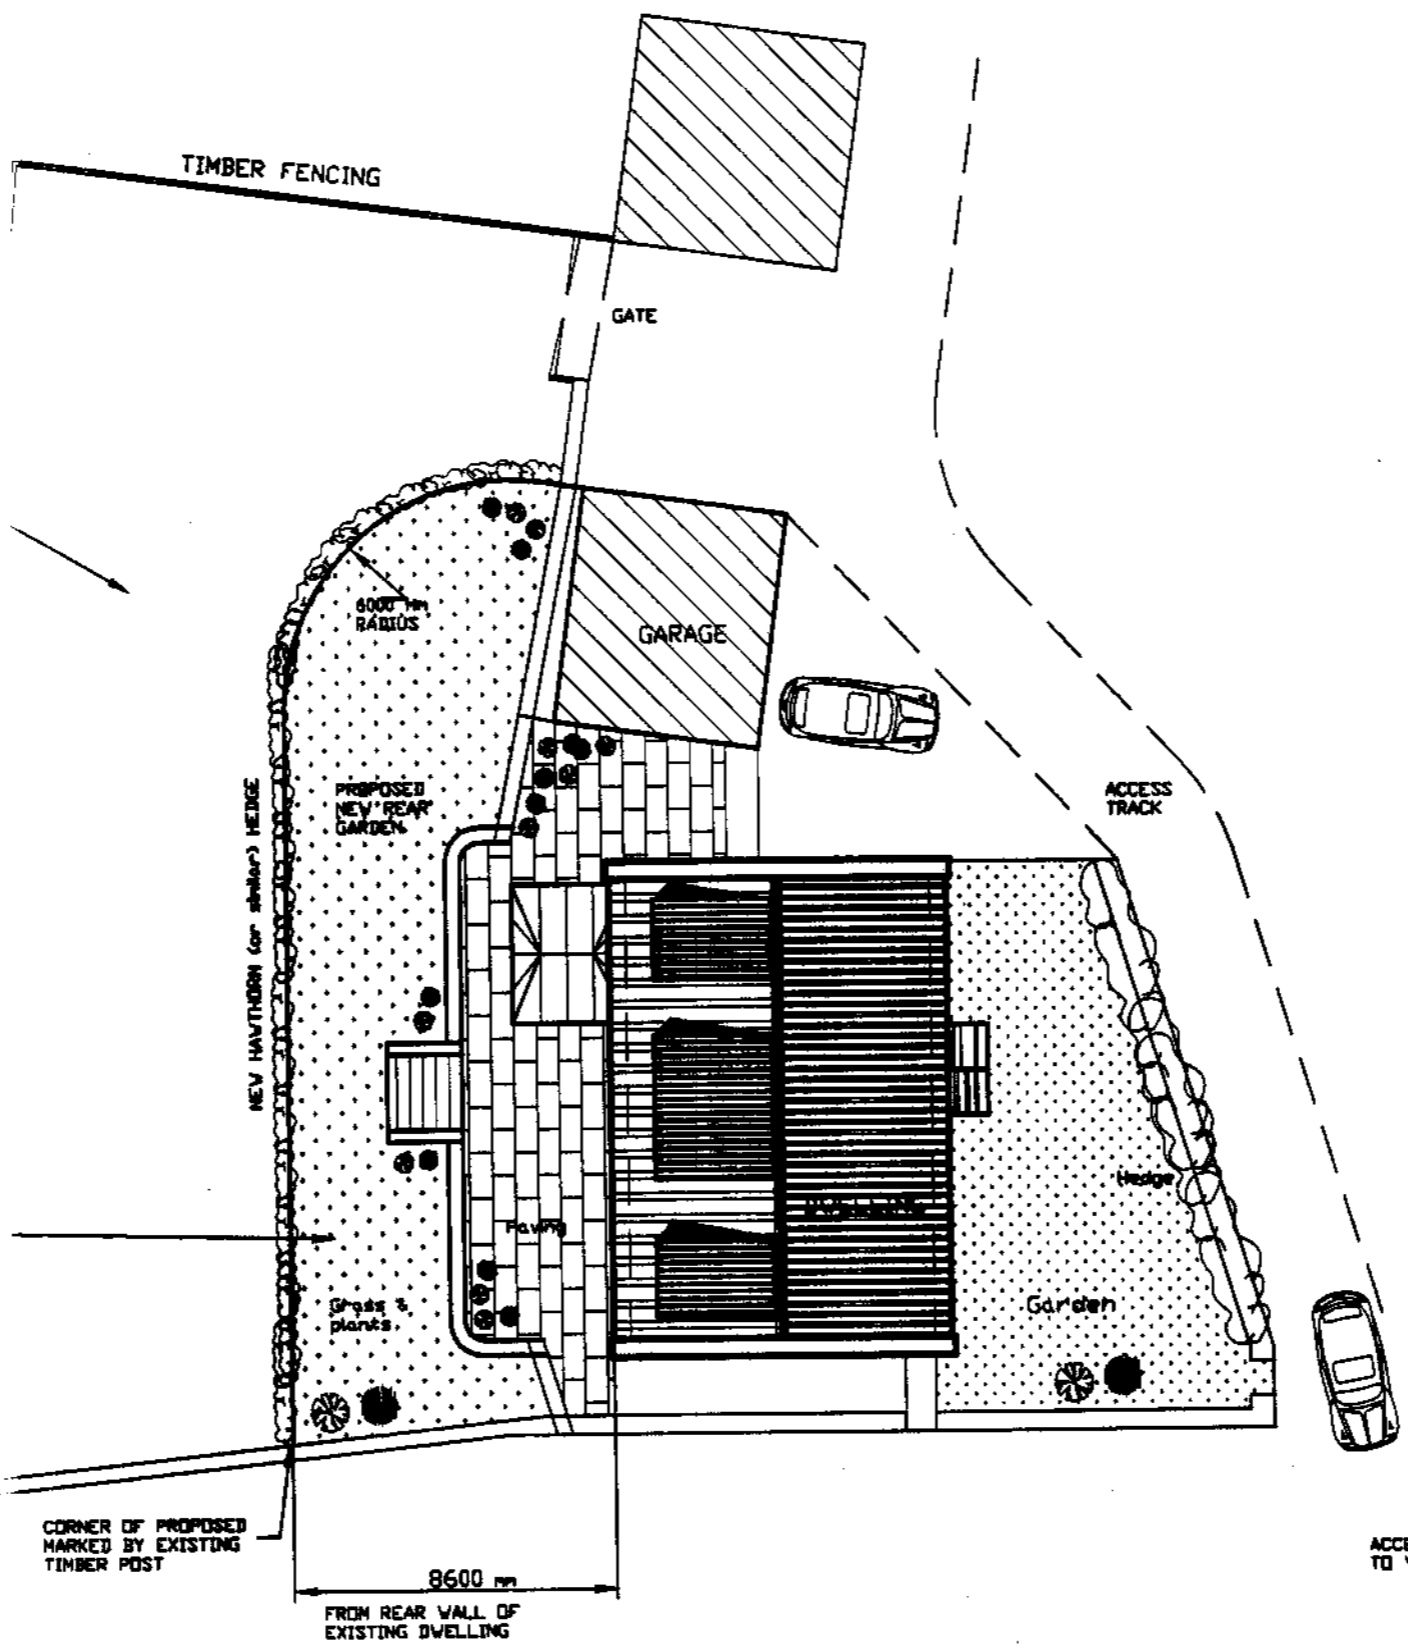 TIMBER FENCING
GATE
6000 mm
RADIUS
GARAGE
PROPOSED
NEW 'REAR'
GARDEN.
ACCESS
TRACK
NEW HAWTHORN (or similar) HEDGE
Hedge
Paving
Garden
Grass &
plants.
CORNER OF PROPOSED
MARKED BY EXISTING
TIMBER POST
8600 mm
FROM REAR WALL OF
EXISTING DWELLING
TO